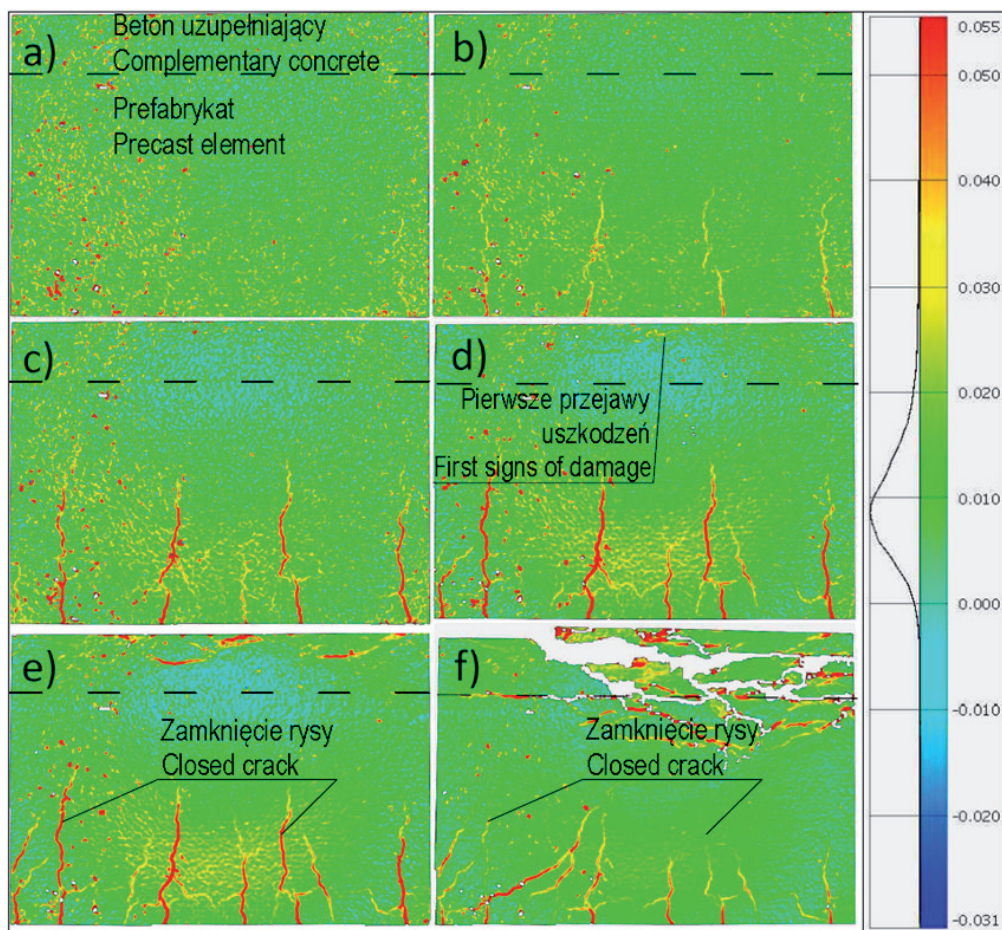 a)
Beton uzupełniający
Complementary concrete
Prefabrykat
Precast element
b)
c)
d)
Pierwsze przejawy
uszkodzeń
First signs of damage
e)
Zamknięcie rysy
Closed crack
f)
Zamknięcie rysy
Closed crack
0.055
0.050
0.040
0.030
0.020
0.010
0.000
-0.010
-0.020
-0.031